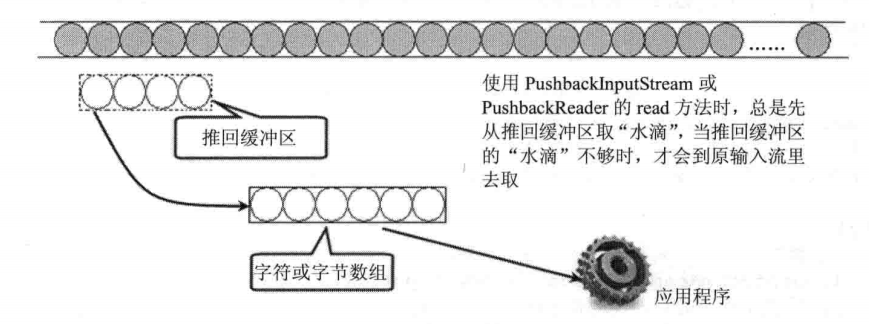 ......
使用 PushbackInputStream 或
PushbackReader 的 read 方法时，总是先
从推回缓冲区取“水滴”，当推回缓冲区
的“水滴”不够时，才会到原输入流里
去取
推回缓冲区
字符或字节数组
应用程序